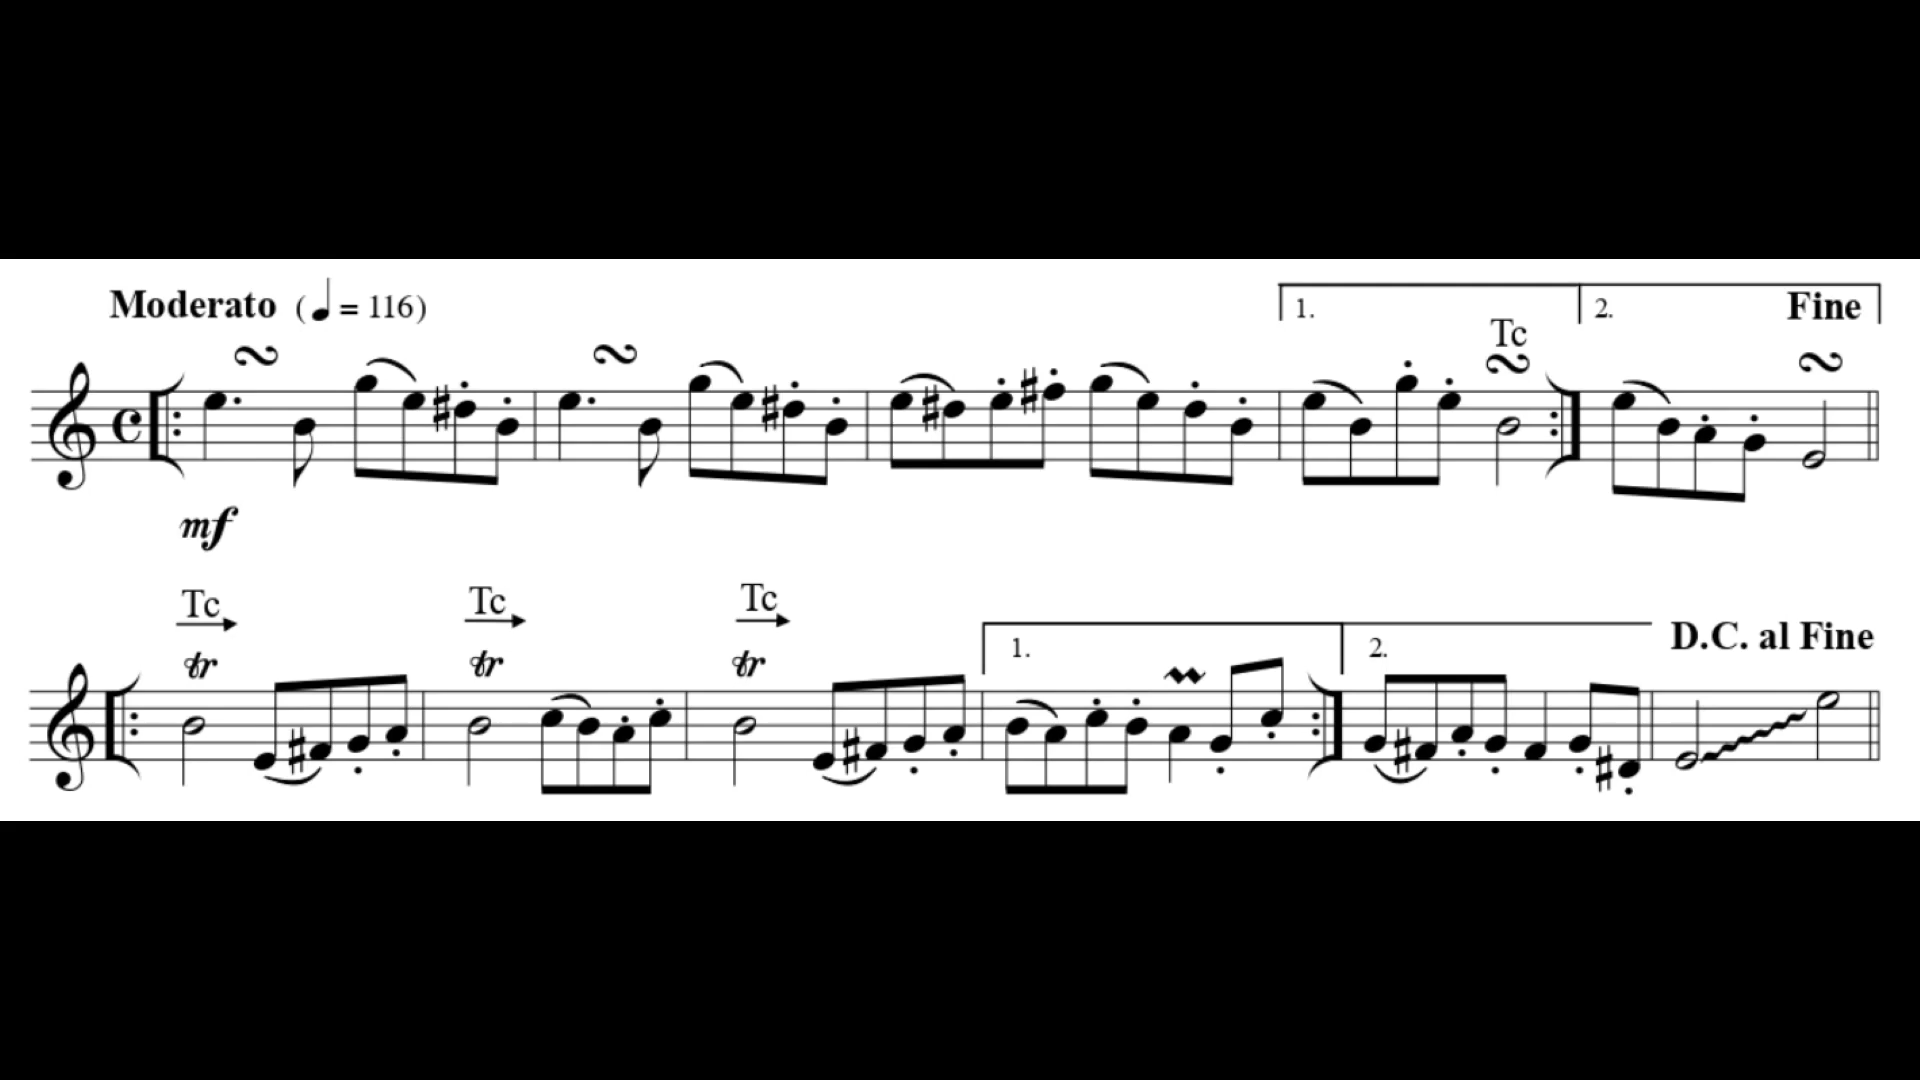 Moderato (♩ = 116)
1. 2. Fine
Tc
mf
Tc Tc Tc
tr tr tr
1. 2. D.C. al Fine